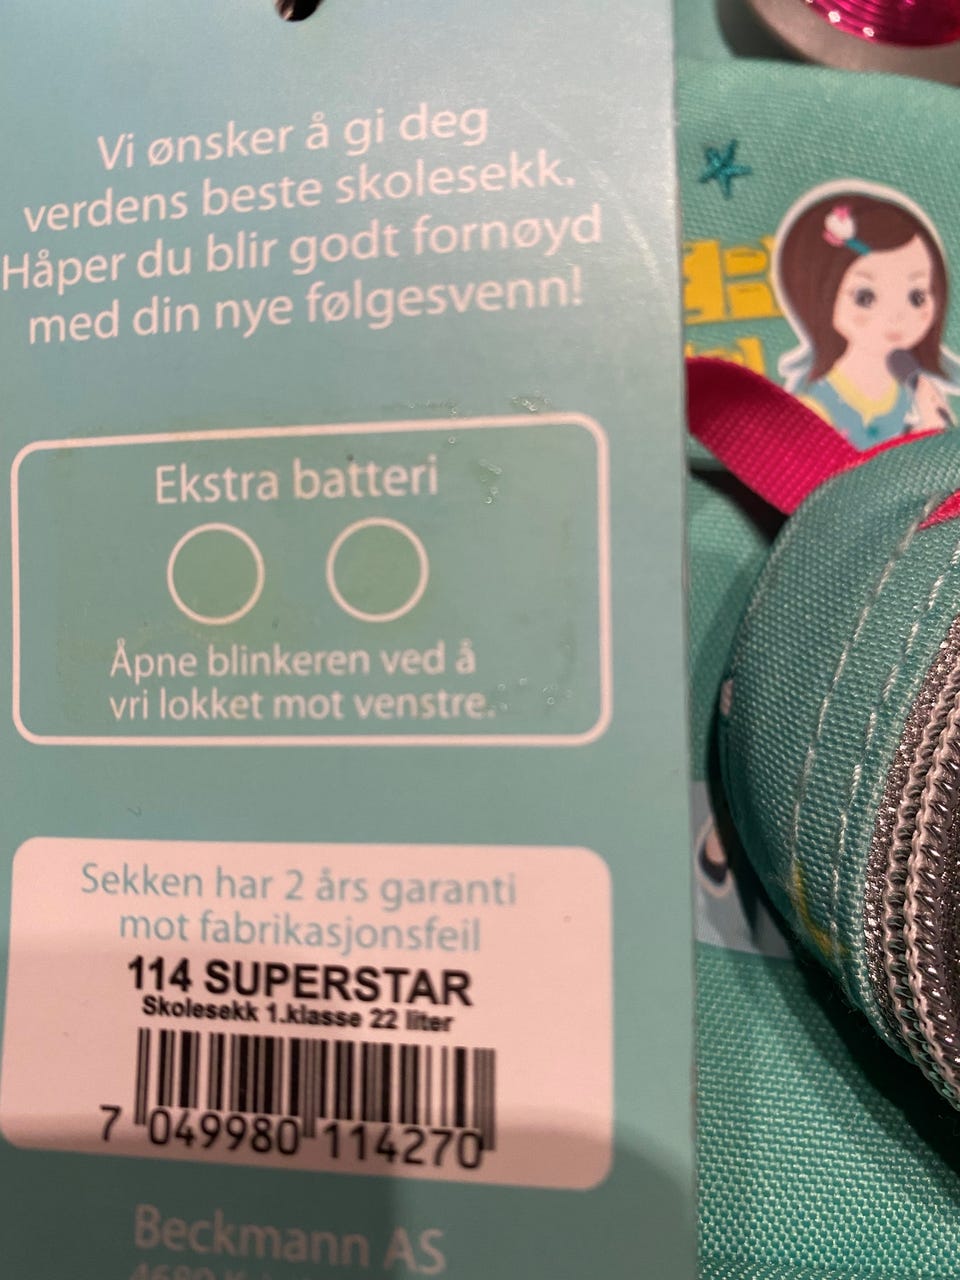 Vi ønsker å gi deg
verdens beste skolesekk.
Håper du blir godt fornøyd
med din nye følgesvenn!
Ekstra batteri
Åpne blinkeren ved å
vri lokket mot venstre.
Sekken har 2 års garanti
mot fabrikasjonsfeil
114 SUPERSTAR
Skolesekk 1.klasse 22 liter
7 049980 114270
Beckmann AS